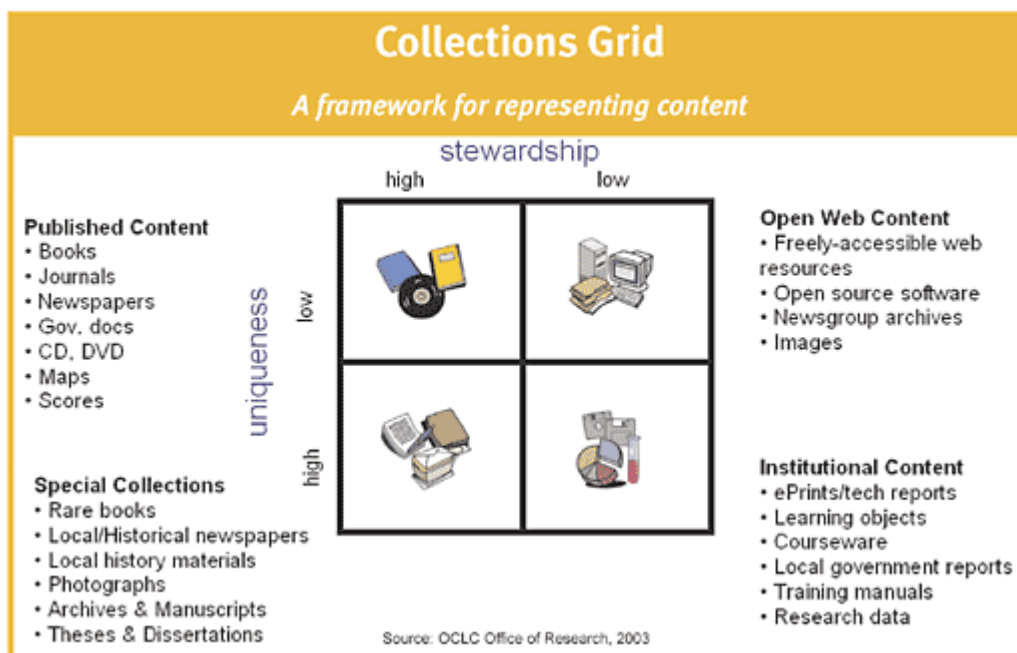 Collections Grid
A framework for representing content
stewardship
high
low
uniqueness
low
high
Published Content
• Books
• Journals
• Newspapers
• Gov. docs
• CD, DVD
• Maps
• Scores
Open Web Content
• Freely-accessible web
resources
• Open source software
• Newsgroup archives
• Images
Special Collections
• Rare books
• Local/Historical newspapers
• Local history materials
• Photographs
• Archives & Manuscripts
• Theses & Dissertations
Institutional Content
• ePrints/tech reports
• Learning objects
• Courseware
• Local government reports
• Training manuals
• Research data
Source: OCLC Office of Research, 2003